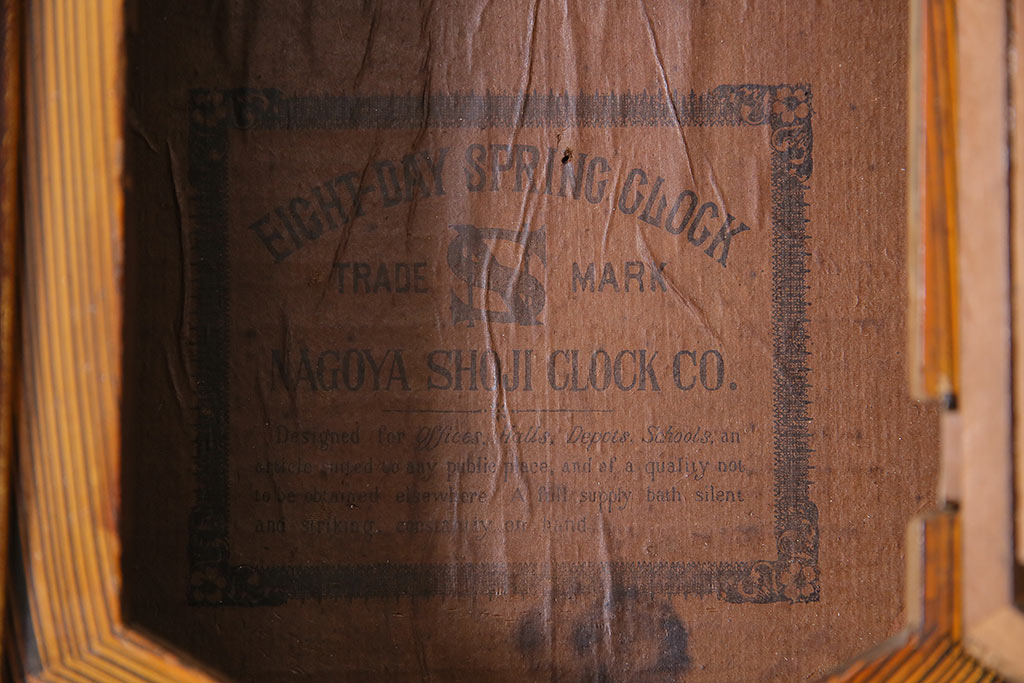 EIGHT-DAY SPRING CLOCK
TRADE S MARK
NAGOYA SHOJI CLOCK CO.
Designed for Offices, Halls, Depots, Schools, an
article suited to any public place, and of a quality not
to be obtained elsewhere. A full supply bath silent
and striking, constantly on hand.